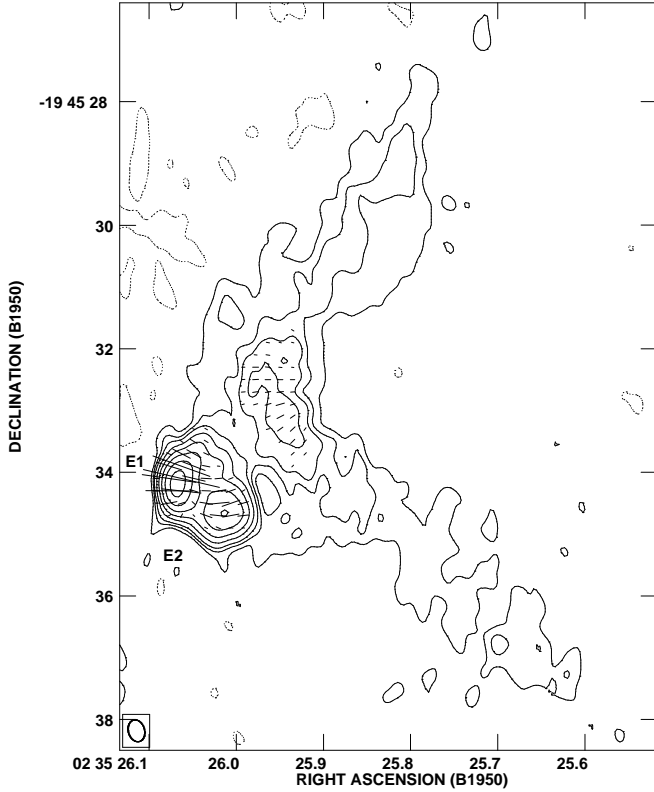 -19 45 28
30
32
34
36
38
DECLINATION (B1950)
E1
E2
02 35 26.1 26.0 25.9 25.8 25.7 25.6
RIGHT ASCENSION (B1950)